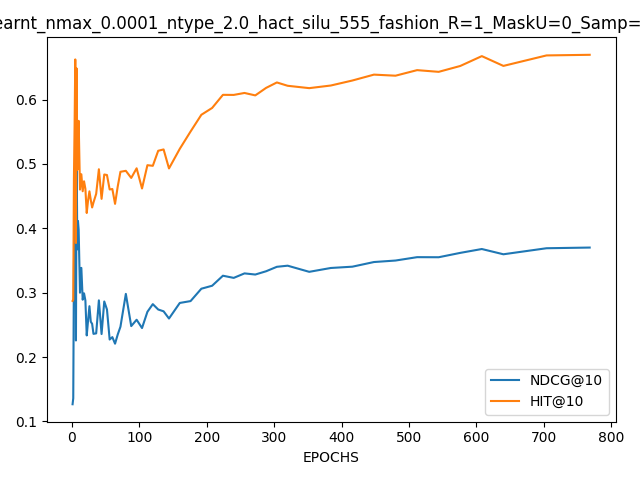 earnt_nmax_0.0001_ntype_2.0_hact_silu_555_fashion_R=1_MaskU=0_Samp=
0.6
0.5
0.4
0.3
0.2
0.1
NDCG@10
HIT@10
0 100 200 300 400 500 600 700 800
EPOCHS